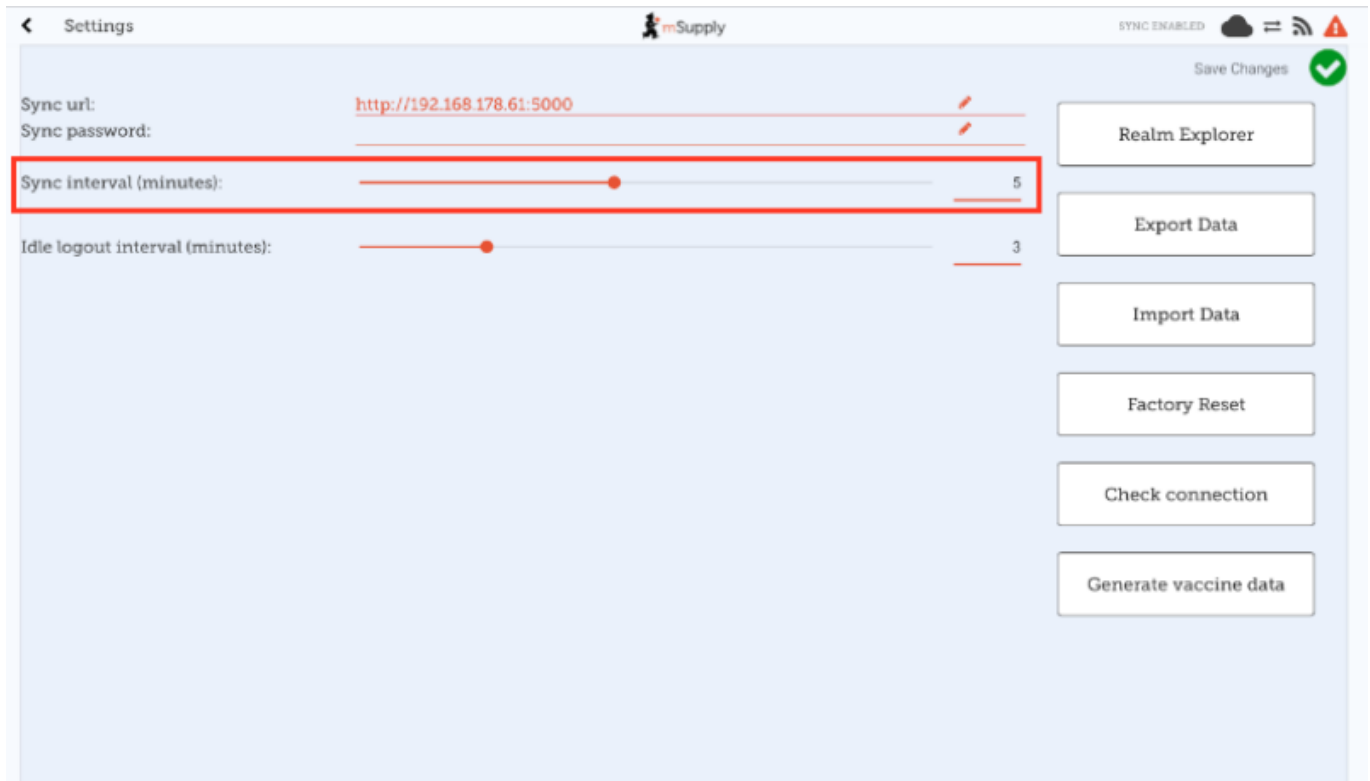 Settings
mSupply
SYNC ENABLED
Save Changes
Sync url:
http://192.168.178.61:5000
Sync password:
Sync interval (minutes):
5
Idle logout interval (minutes):
3
Realm Explorer
Export Data
Import Data
Factory Reset
Check connection
Generate vaccine data